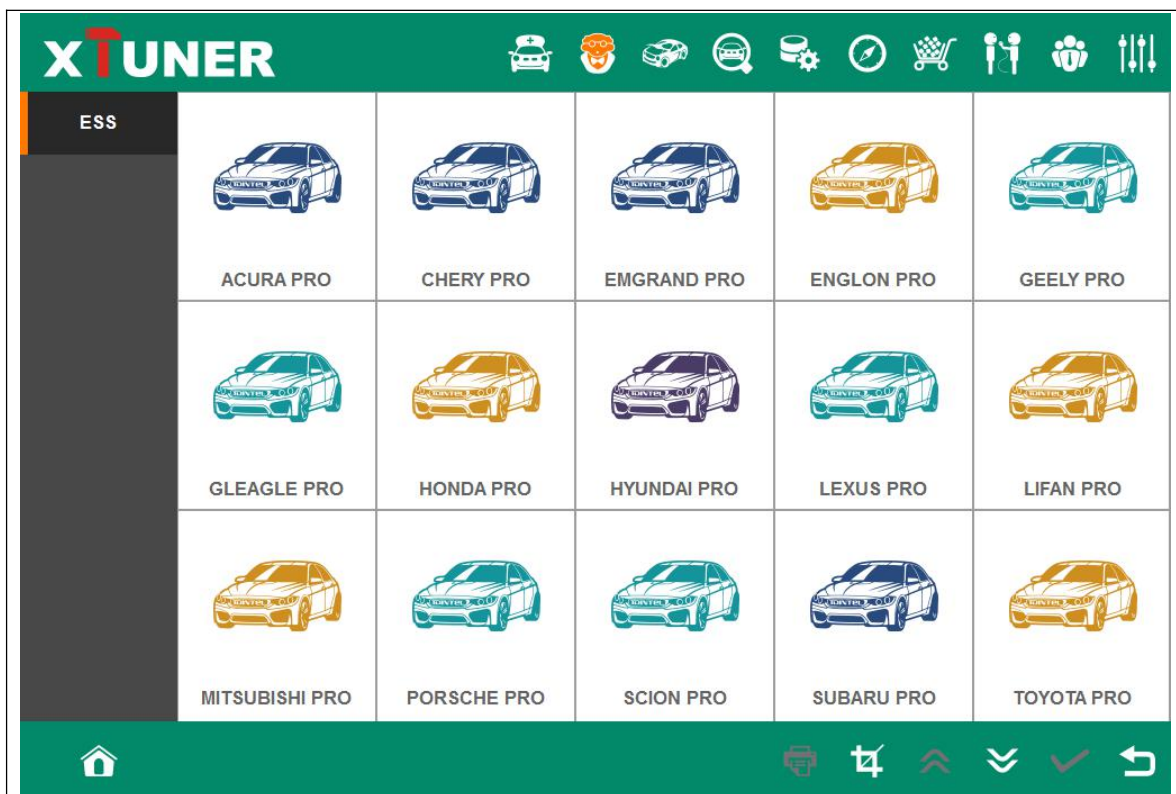 XTUNER
ESS
ACURA PRO
CHERY PRO
EMGRAND PRO
ENGLON PRO
GEELY PRO
GLEAGLE PRO
HONDA PRO
HYUNDAI PRO
LEXUS PRO
LIFAN PRO
MITSUBISHI PRO
PORSCHE PRO
SCION PRO
SUBARU PRO
TOYOTA PRO